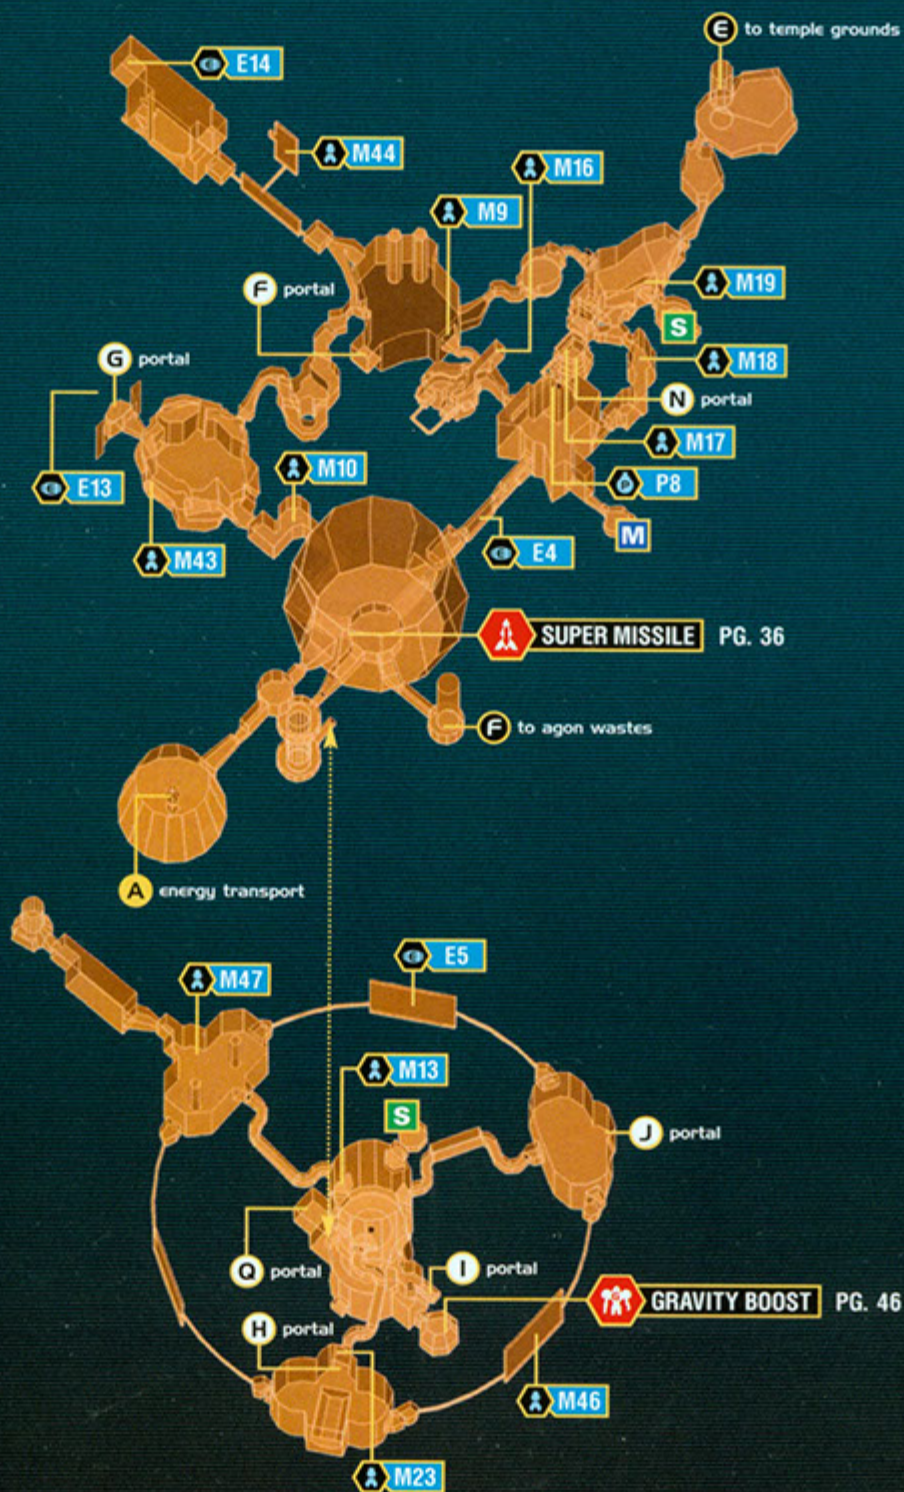 E to temple grounds
E14
M44
M16
M9
M19
F portal
S
G portal
M18
N portal
M17
M10
P P8
E13
M
E4
M43
SUPER MISSILE PG. 36
F to agon wastes
A energy transport
E5
M47
M13
S
J portal
Q portal
I portal
GRAVITY BOOST PG. 46
H portal
M46
M23